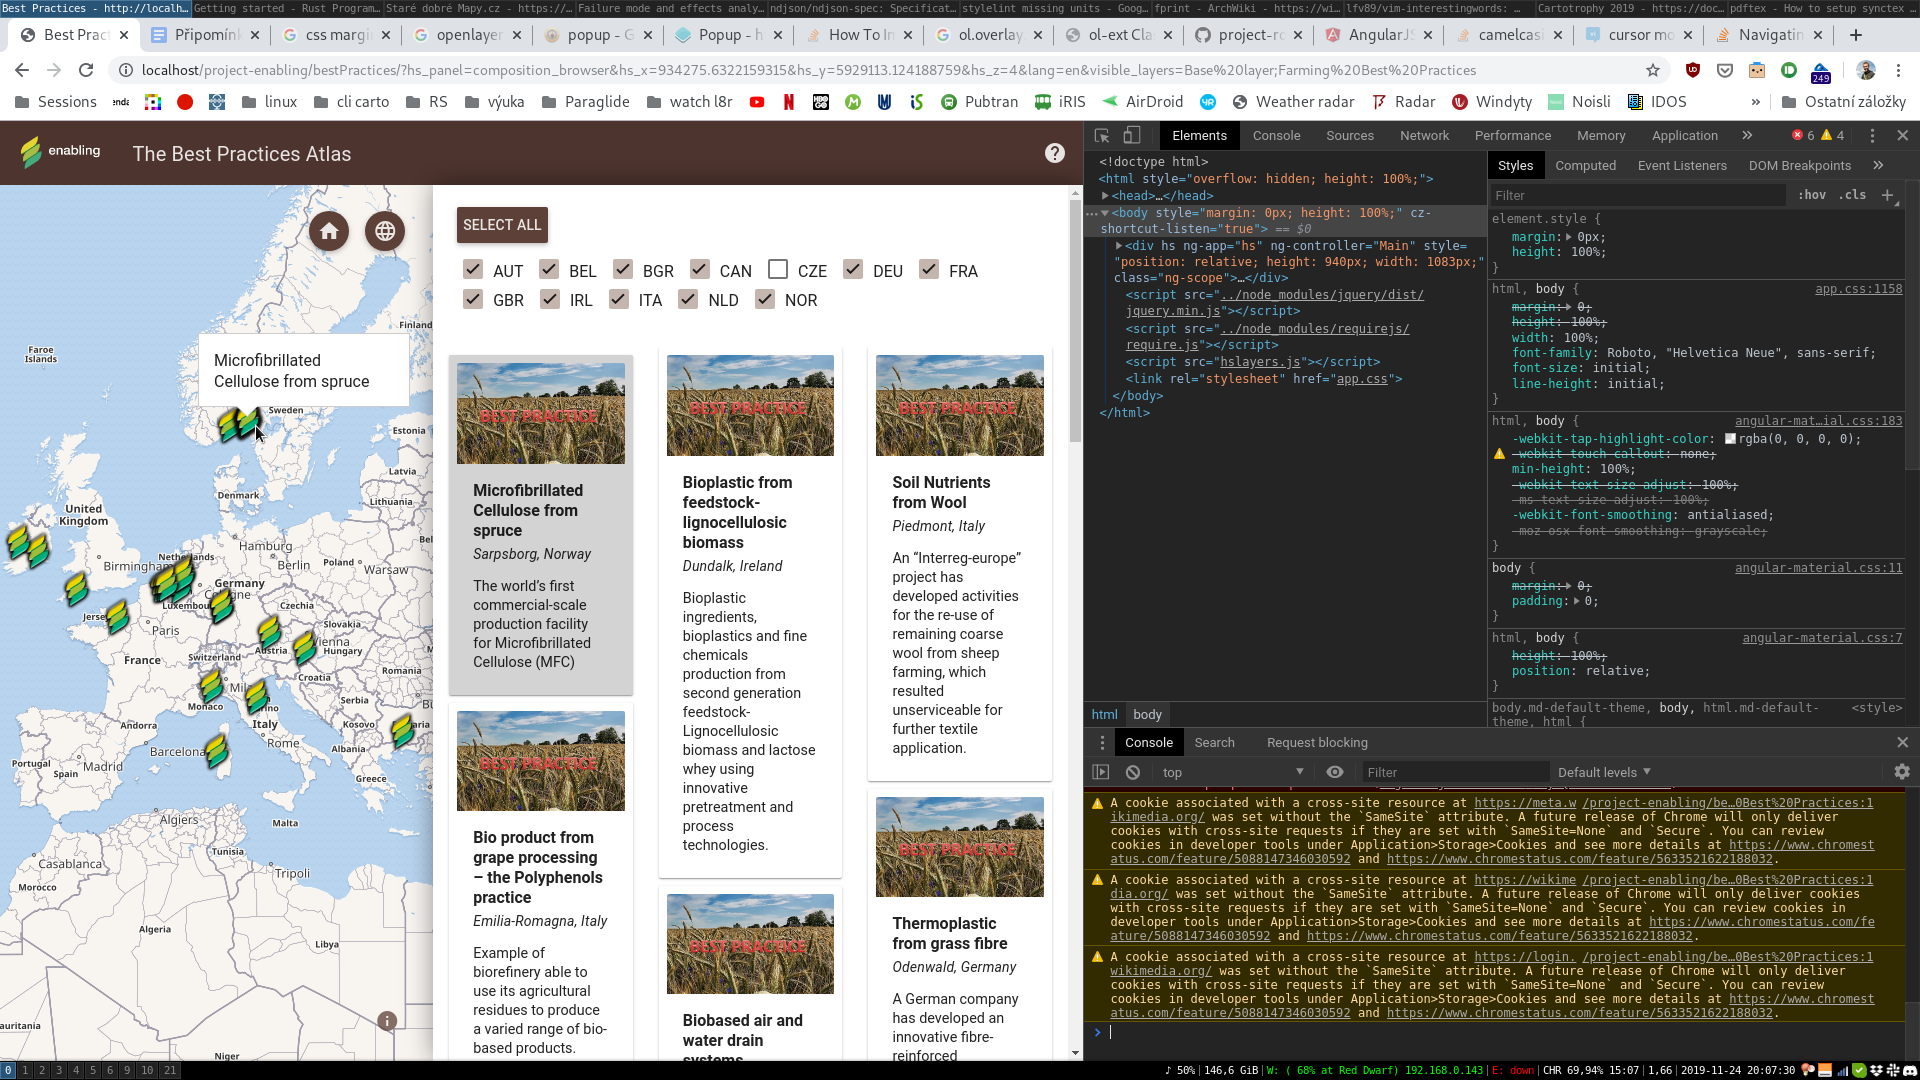 Best Practices - http://localh…
Getting started - Rust Program…
Staré dobré Mapy.cz - https://…
Failure mode and effects analy…
ndjson/ndjson-spec: Specificat…
stylelint missing units - Goog…
fprint - ArchWiki - https://wi…
lfv89/vim-interestingwords: …
Cartotrophy 2019 - https://doc…
pdftex - How to setup synctex …
Best Pract
Připomínk
css margi
openlayer
popup - G
Popup - h
How To In
ol.overlay
ol-ext Cla
project-ro
AngularJS
camelcasi
cursor mo
Navigatin
localhost/project-enabling/bestPractices/?hs_panel=composition_browser&hs_x=934275.6322159315&hs_y=5929113.124188759&hs_z=4&lang=en&visible_layers=Base%20layer;Farming%20Best%20Practices
249
Sessions
linux
cli carto
RS
výuka
Paraglide
watch l8r
Pubtran
iRIS
AirDroid
Weather radar
Radar
Windyty
Noisli
IDOS
»
Ostatní záložky
enabling
The Best Practices Atlas
SELECT ALL
AUT BEL BGR CAN CZE DEU FRA
GBR IRL ITA NLD NOR
Microfibrillated
Cellulose from spruce
Faroe
Islands
Finland
Sweden
Estonia
Latvia
Denmark
Lithuania
United
Kingdom
Hamburg
Birmingham
Netherlands
Berlin
Poland
Warsaw
Germany
Cologne
Luxembou
Jerse
Czechia
Paris
Slovakia
Vienna
France
Switzerland
Austria
Hungary
Romania
Croatia
Monaco
Serbia
Andorra
Italy
Kosovo
Barcelona
Rome
Albania
Portugal
Madrid
Spain
Greece
Algiers
Malta
Tunisia
Casablanca
Tripoli
Morocco
Algeria
Libya
auritania
Niger
BEST PRACTICE
Microfibrillated
Cellulose from
spruce
Sarpsborg, Norway
The world’s first
commercial-scale
production facility
for Microfibrillated
Cellulose (MFC)
BEST PRACTICE
Bio product from
grape processing
– the Polyphenols
practice
Emilia-Romagna, Italy
Example of
biorefinery able to
use its agricultural
residues to produce
a varied range of bio-
based products.
BEST PRACTICE
Bioplastic from
feedstock-
lignocellulosic
biomass
Dundalk, Ireland
Bioplastic
ingredients,
bioplastics and fine
chemicals
production from
second generation
feedstock-
Lignocellulosic
biomass and lactose
whey using
innovative
pretreatment and
process
technologies.
BEST PRACTICE
Biobased air and
water drain
systems
BEST PRACTICE
Soil Nutrients
from Wool
Piedmont, Italy
An “Interreg-europe”
project has
developed activities
for the re-use of
remaining coarse
wool from sheep
farming, which
resulted
unserviceable for
further textile
application.
BEST PRACTICE
Thermoplastic
from grass fibre
Odenwald, Germany
A German company
has developed an
innovative fibre-
reinforced
Elements Console Sources Network Performance Memory Application » 6 4
<!doctype html>
<html style="overflow: hidden; height: 100%;">
<head>…</head>
<body style="margin: 0px; height: 100%;" cz-
shortcut-listen="true"> == $0
<div hs ng-app="hs" ng-controller="Main" style=
"position: relative; height: 940px; width: 1083px;"
class="ng-scope">…</div>
<script src="../node_modules/jquery/dist/
jquery.min.js"></script>
<script src="../node_modules/requirejs/
require.js"></script>
<script src="hslayers.js"></script>
<link rel="stylesheet" href="app.css">
</body>
</html>
html body
Styles Computed Event Listeners DOM Breakpoints »
Filter :hov .cls +
element.style {
margin: 0px;
height: 100%;
}
html, body { app.css:1158
margin: 0;
height: 100%;
width: 100%;
font-family: Roboto, "Helvetica Neue", sans-serif;
font-size: initial;
line-height: initial;
}
html, body { angular-mat…ial.css:183
-webkit-tap-highlight-color: rgba(0, 0, 0, 0);
-webkit-touch-callout: none;
min-height: 100%;
-webkit-text-size-adjust: 100%;
-ms-text-size-adjust: 100%;
-webkit-font-smoothing: antialiased;
-moz-osx-font-smoothing: grayscale;
}
body { angular-material.css:11
margin: 0;
padding: 0;
}
html, body { angular-material.css:7
height: 100%;
position: relative;
}
body.md-default-theme, body, html.md-default-
theme, html { <style>
Console Search Request blocking
top Filter Default levels
A cookie associated with a cross-site resource at https://meta.w /project-enabling/be…0Best%20Practices:1
ikimedia.org/ was set without the `SameSite` attribute. A future release of Chrome will only deliver
cookies with cross-site requests if they are set with `SameSite=None` and `Secure`. You can review
cookies in developer tools under Application>Storage>Cookies and see more details at https://www.chromest
atus.com/feature/5088147346030592 and https://www.chromestatus.com/feature/5633521622188032.
A cookie associated with a cross-site resource at https://wikime /project-enabling/be…0Best%20Practices:1
dia.org/ was set without the `SameSite` attribute. A future release of Chrome will only deliver
cookies with cross-site requests if they are set with `SameSite=None` and `Secure`. You can review cookies in
developer tools under Application>Storage>Cookies and see more details at https://www.chromestatus.com/fe
ature/5088147346030592 and https://www.chromestatus.com/feature/5633521622188032.
A cookie associated with a cross-site resource at https://login. /project-enabling/be…0Best%20Practices:1
wikimedia.org/ was set without the `SameSite` attribute. A future release of Chrome will only deliver
cookies with cross-site requests if they are set with `SameSite=None` and `Secure`. You can review
cookies in developer tools under Application>Storage>Cookies and see more details at https://www.chromest
atus.com/feature/5088147346030592 and https://www.chromestatus.com/feature/5633521622188032.
0 1 2 3 4 5 6 9 10 21
♪ 50% | 146,6 GiB | W: ( 68% at Red Dwarf) 192.168.0.143 | E: down | CHR 69,94% 15:07 | 1,66 | 2019-11-24 20:07:30